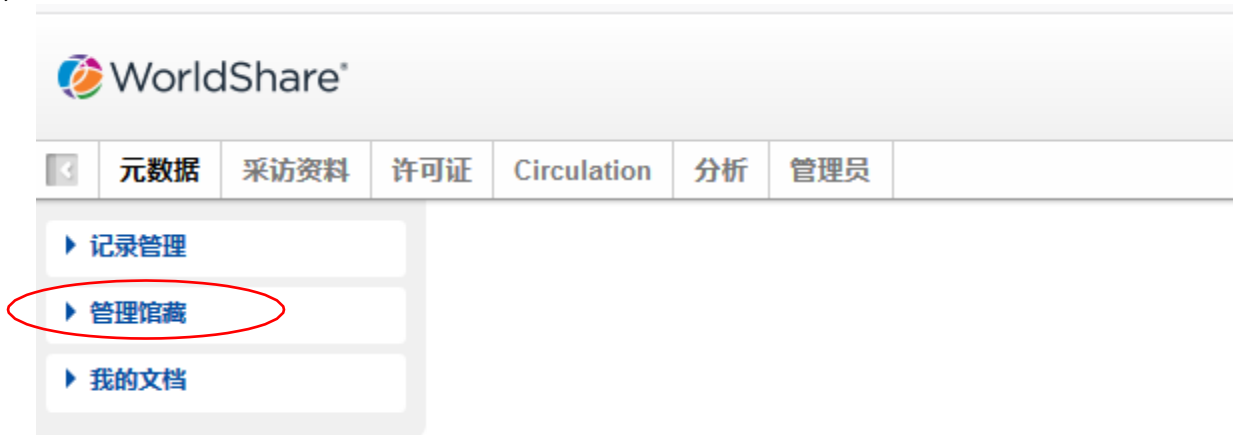 WorldShare®
元数据 采访资料 许可证 Circulation 分析 管理员
记录管理
管理馆藏
我的文档